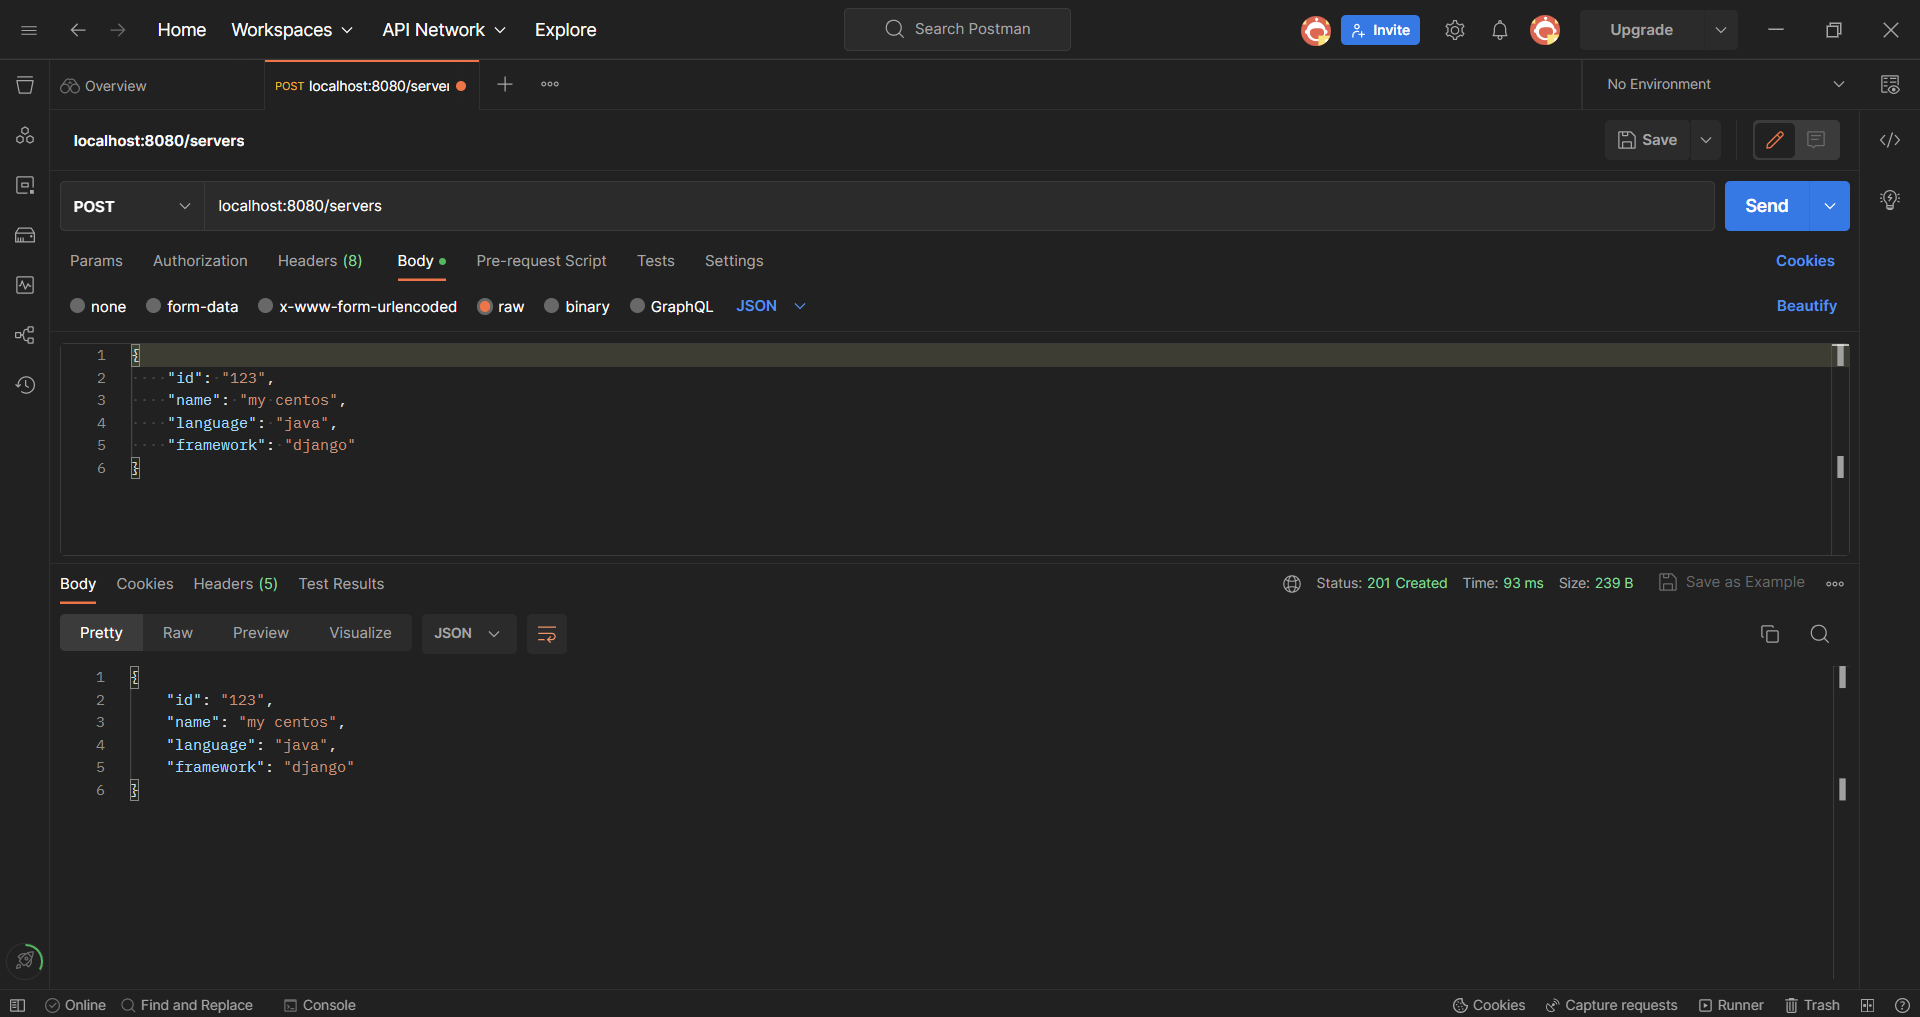 Home Workspaces API Network Explore Search Postman Invite Upgrade
Overview POST localhost:8080/server No Environment
localhost:8080/servers Save
POST localhost:8080/servers Send
Params Authorization Headers (8) Body Pre-request Script Tests Settings Cookies
none form-data x-www-form-urlencoded raw binary GraphQL JSON Beautify
1 {
2 "id": "123",
3 "name": "my centos",
4 "language": "java",
5 "framework": "django"
6 }
Body Cookies Headers (5) Test Results Status: 201 Created Time: 93 ms Size: 239 B Save as Example
Pretty Raw Preview Visualize JSON
1 {
2 "id": "123",
3 "name": "my centos",
4 "language": "java",
5 "framework": "django"
6 }
Online Find and Replace Console Cookies Capture requests Runner Trash